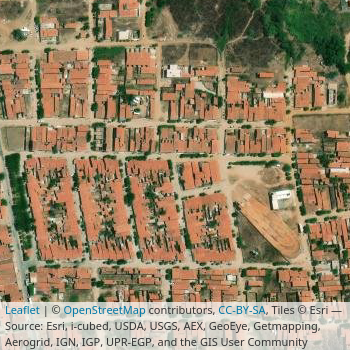 Leaflet | © OpenStreetMap contributors, CC-BY-SA, Tiles © Esri —
Source: Esri, i-cubed, USDA, USGS, AEX, GeoEye, Getmapping,
Aerogrid, IGN, IGP, UPR-EGP, and the GIS User Community